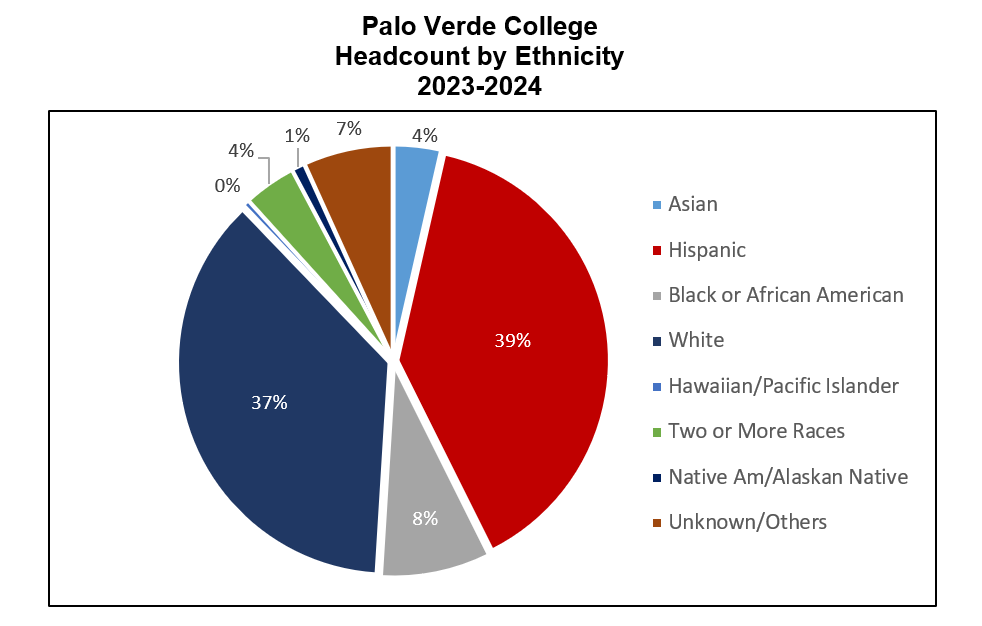 Palo Verde College
Headcount by Ethnicity
2023-2024
1%
7%
4%
4%
0%
39%
37%
8%
Asian
Hispanic
Black or African American
White
Hawaiian/Pacific Islander
Two or More Races
Native Am/Alaskan Native
Unknown/Others